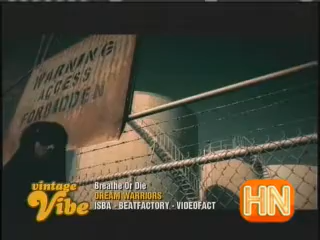 WARNING
ACCESS
FORBIDDEN
vintage
Vibe
Breathe Or Die
DREAM WARRIORS
ISBA - BEATFACTORY - VIDEOFACT
HN